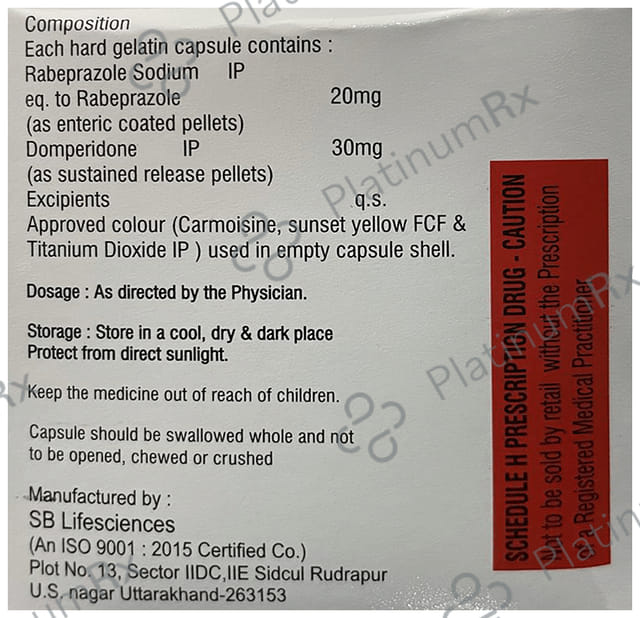 Composition
Each hard gelatin capsule contains :
Rabeprazole Sodium IP
eq. to Rabeprazole 20mg
(as enteric coated pellets)
Domperidone IP 30mg
(as sustained release pellets)
Excipients q.s.
Approved colour (Carmoisine, sunset yellow FCF &
Titanium Dioxide IP ) used in empty capsule shell.
Dosage : As directed by the Physician.
Storage : Store in a cool, dry & dark place
Protect from direct sunlight.
Keep the medicine out of reach of children.
Capsule should be swallowed whole and not
to be opened, chewed or crushed
Manufactured by :
SB Lifesciences
(An ISO 9001 : 2015 Certified Co.)
Plot No. 13, Sector IIDC,IIE Sidcul Rudrapur
U.S. nagar Uttarakhand-263153
SCHEDULE H PRESCRIPTION DRUG - CAUTION
to be sold by retail without the Prescription
a Registered Medical Practitioner
PlatinumRx
PlatinumRx
PlatinumRx